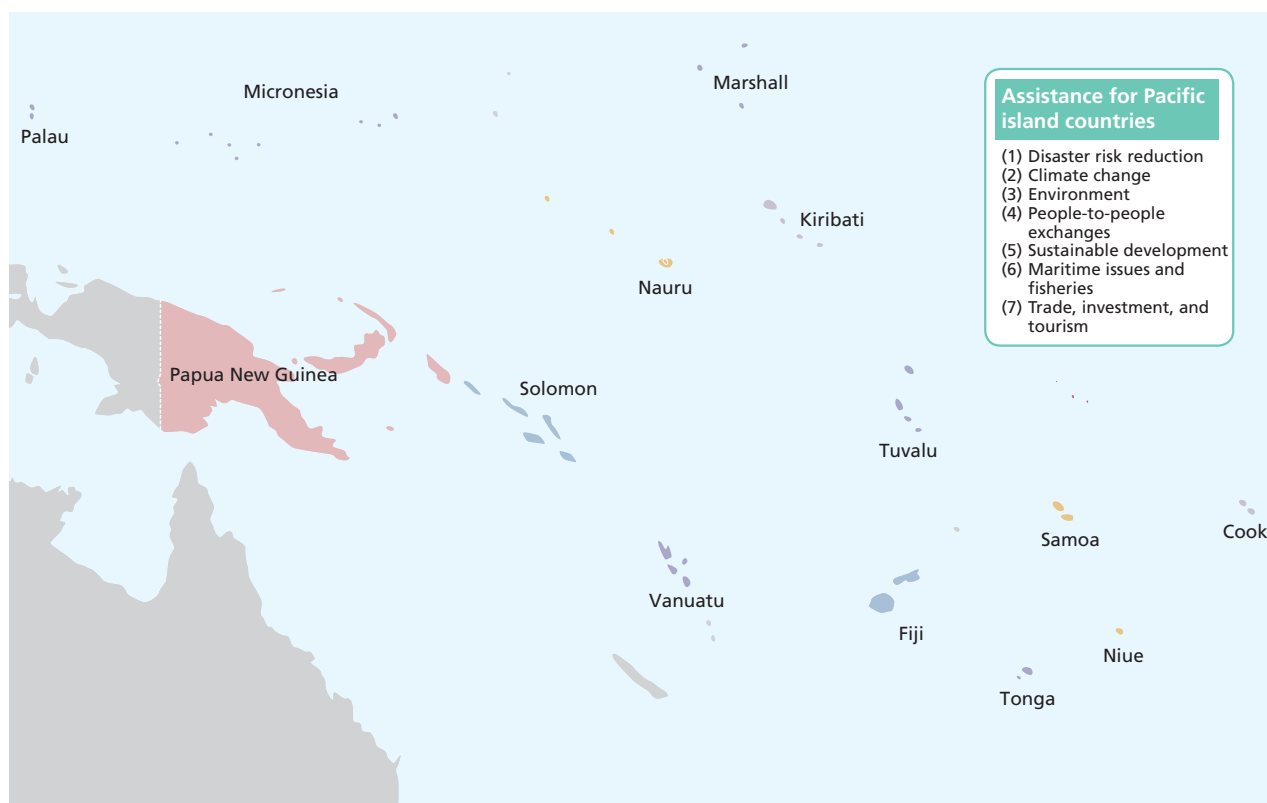 Micronesia
Marshall
Palau
Kiribati
Nauru
Papua New Guinea
Solomon
Tuvalu
Samoa
Cook
Vanuatu
Fiji
Niue
Tonga
Assistance for Pacific
island countries
(1) Disaster risk reduction
(2) Climate change
(3) Environment
(4) People-to-people
exchanges
(5) Sustainable development
(6) Maritime issues and
fisheries
(7) Trade, investment, and
tourism